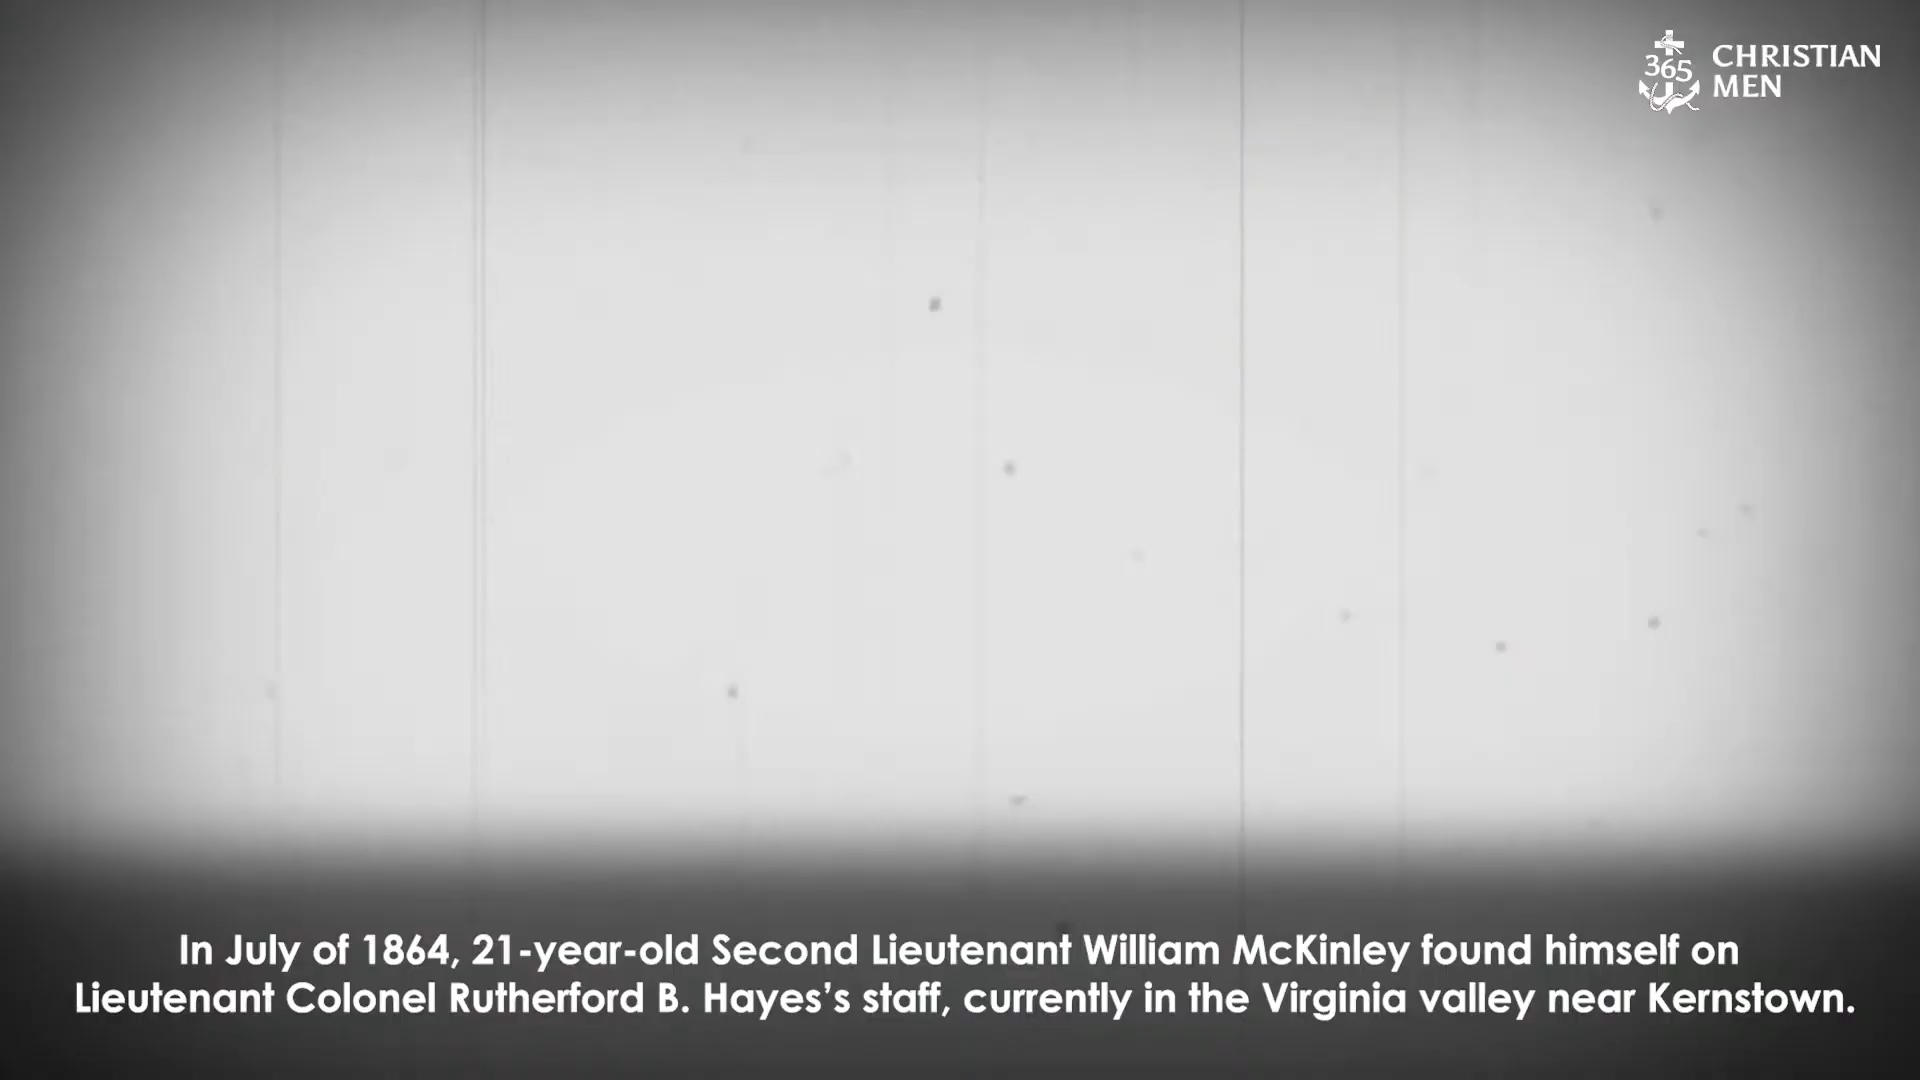 365
CHRISTIAN
MEN
In July of 1864, 21-year-old Second Lieutenant William McKinley found himself on
Lieutenant Colonel Rutherford B. Hayes’s staff, currently in the Virginia valley near Kernstown.